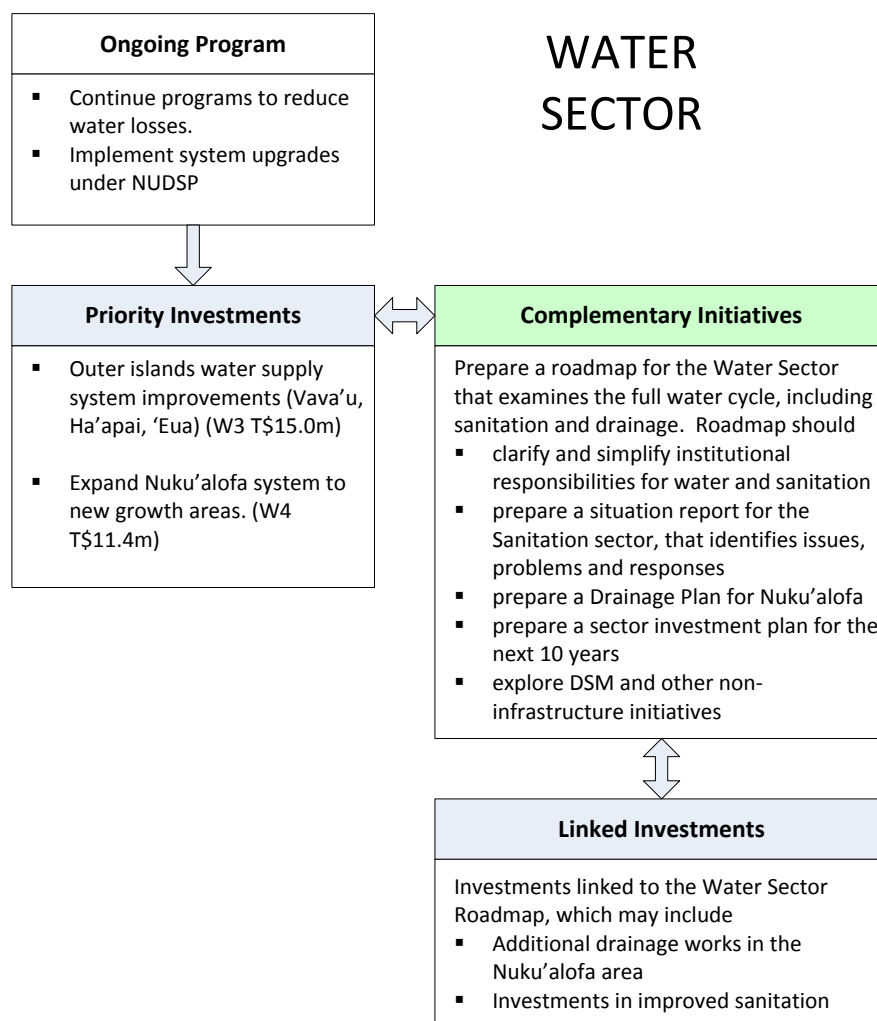 Ongoing Program
▪ Continue programs to reduce
water losses.
▪ Implement system upgrades
under NUDSP
WATER
SECTOR
Priority Investments
▪ Outer islands water supply
system improvements (Vava’u,
Ha’apai, ‘Eua) (W3 T$15.0m)
▪ Expand Nuku’alofa system to
new growth areas. (W4
T$11.4m)
Complementary Initiatives
Prepare a roadmap for the Water Sector
that examines the full water cycle, including
sanitation and drainage.  Roadmap should
▪ clarify and simplify institutional
responsibilities for water and sanitation
▪ prepare a situation report for the
Sanitation sector, that identifies issues,
problems and responses
▪ prepare a Drainage Plan for Nuku’alofa
▪ prepare a sector investment plan for the
next 10 years
▪ explore DSM and other non-
infrastructure initiatives
Linked Investments
Investments linked to the Water Sector
Roadmap, which may include
▪ Additional drainage works in the
Nuku’alofa area
▪ Investments in improved sanitation